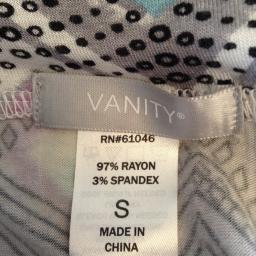 VANITY®
RN#61046
97% RAYON
3% SPANDEX
S
MADE IN
CHINA